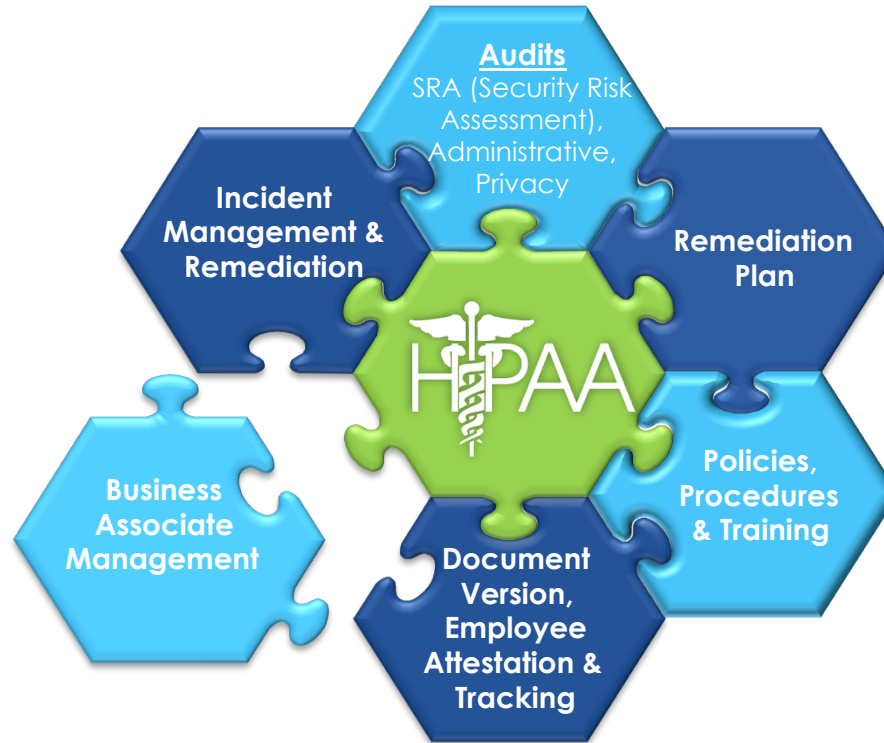 Audits
SRA (Security Risk
Assessment),
Administrative,
Privacy
Incident
Management &
Remediation
Remediation
Plan
HIPAA
Business
Associate
Management
Policies,
Procedures
& Training
Document
Version,
Employee
Attestation &
Tracking